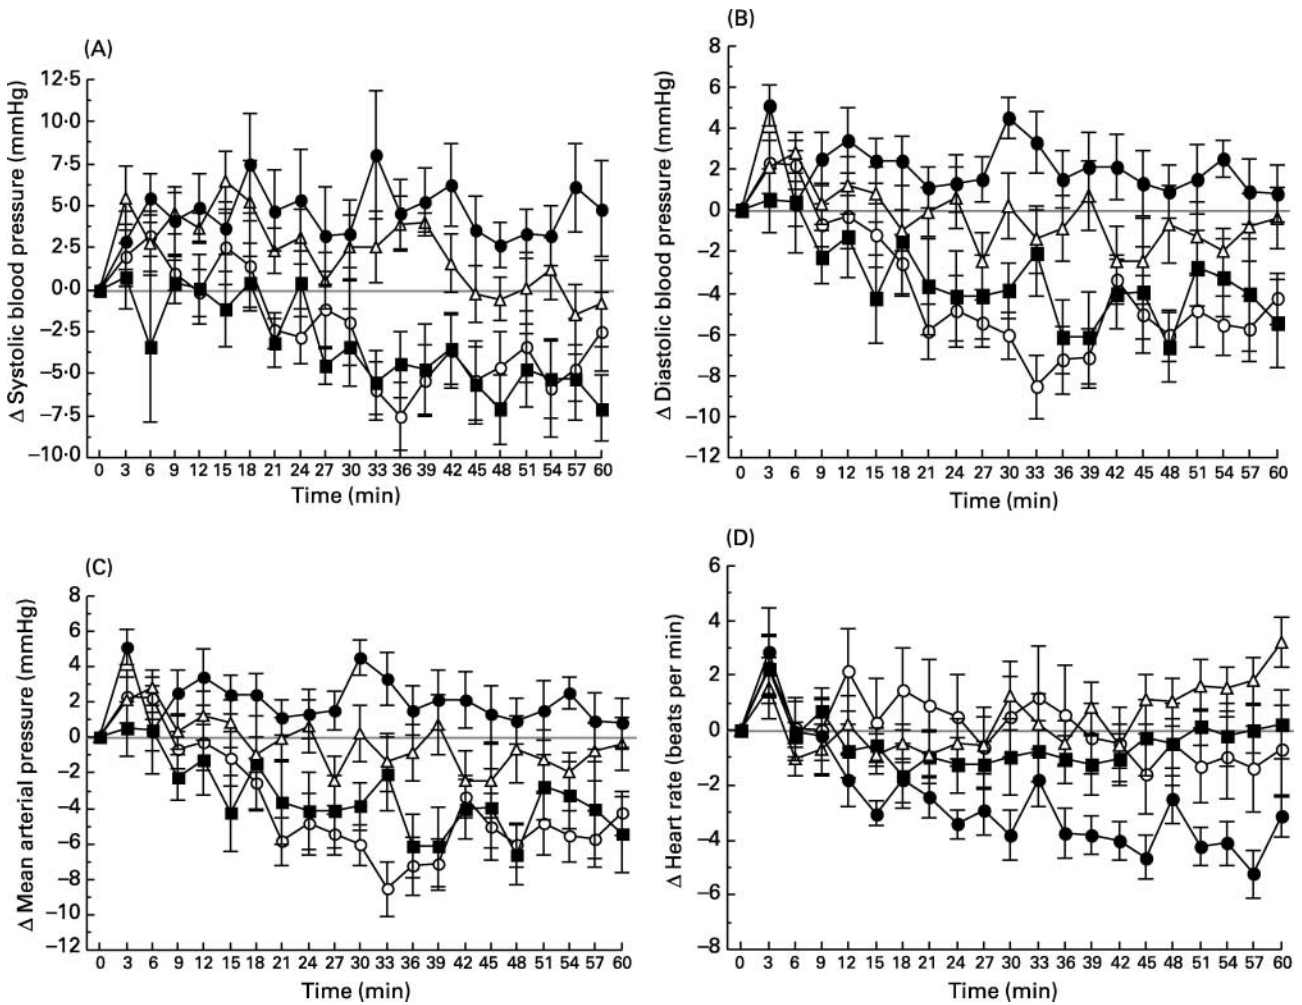 (A)
Δ Systolic blood pressure (mmHg)
12·5
10·0
7·5
5·0
2·5
0·0
–2·5
–5·0
–7·5
–10·0
0 3 6 9 12 15 18 21 24 27 30 33 36 39 42 45 48 51 54 57 60
Time (min)
(B)
Δ Diastolic blood pressure (mmHg)
8
6
4
2
0
–2
–4
–6
–8
–10
–12
0 3 6 9 12 15 18 21 24 27 30 33 36 39 42 45 48 51 54 57 60
Time (min)
(C)
Δ Mean arterial pressure (mmHg)
8
6
4
2
0
–2
–4
–6
–8
–10
–12
0 3 6 9 12 15 18 21 24 27 30 33 36 39 42 45 48 51 54 57 60
Time (min)
(D)
Δ Heart rate (beats per min)
6
4
2
0
–2
–4
–6
–8
0 3 6 9 12 15 18 21 24 27 30 33 36 39 42 45 48 51 54 57 60
Time (min)